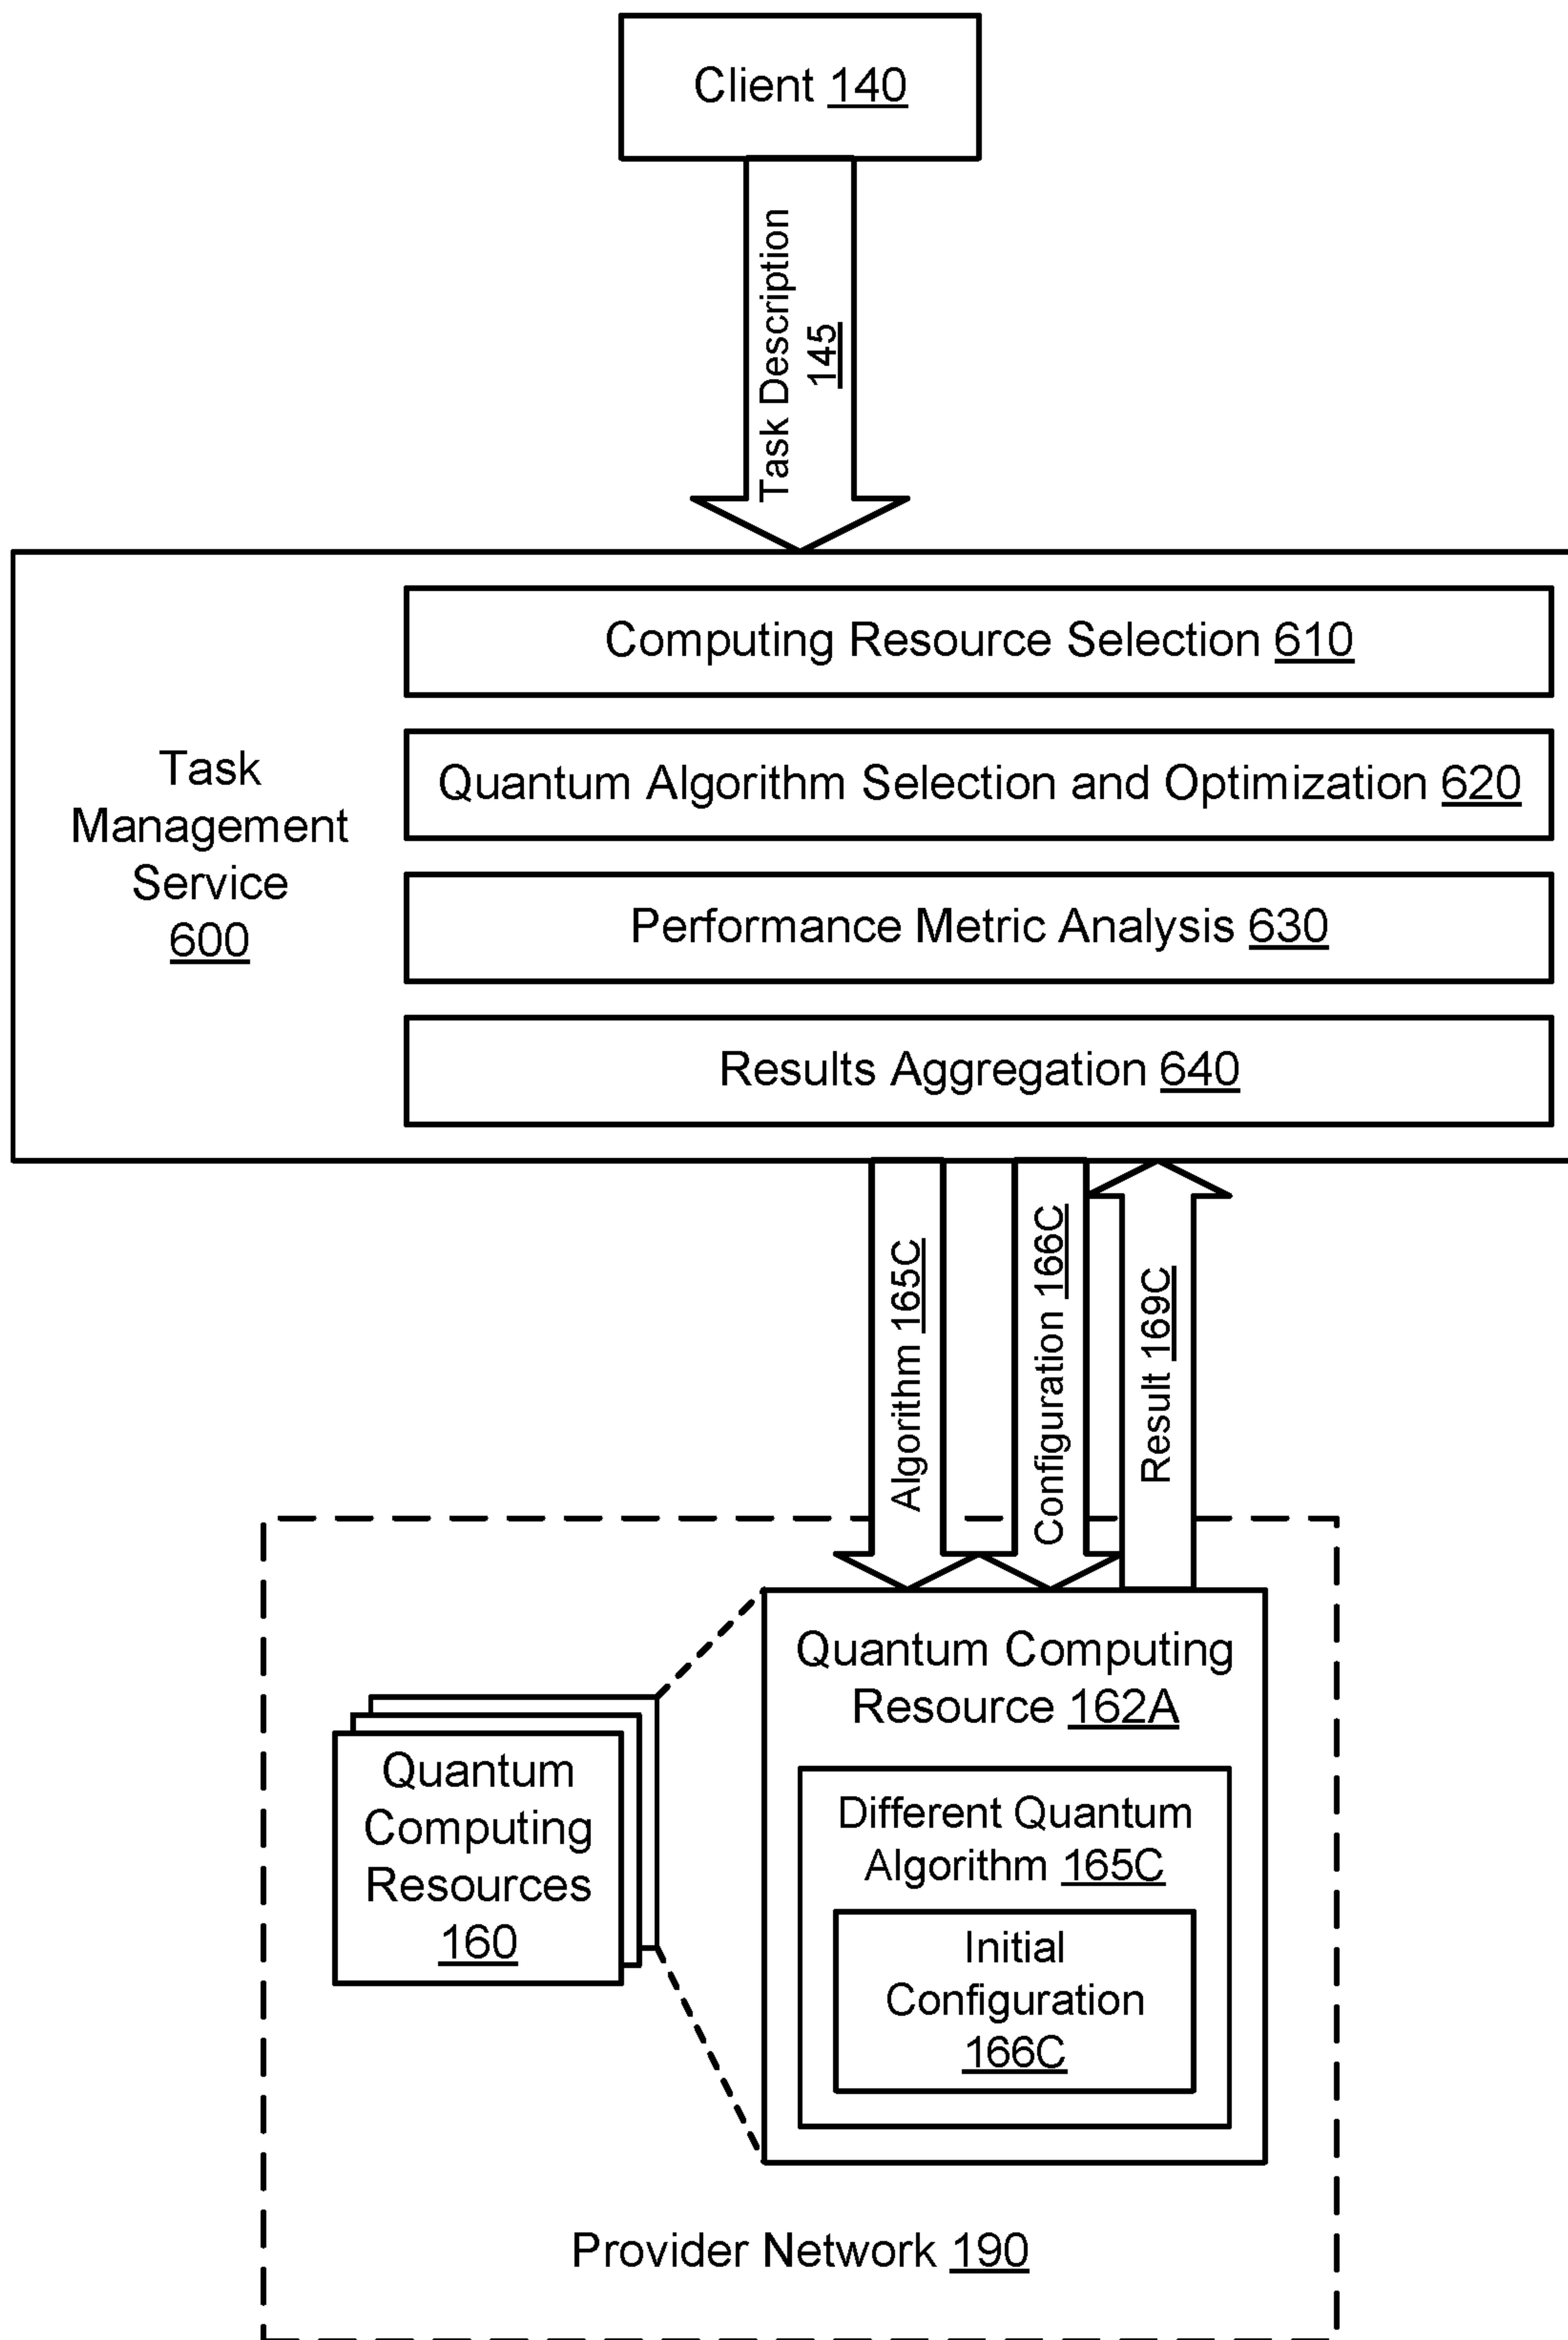 Client 140
Task Description
145
Computing Resource Selection 610
Quantum Algorithm Selection and Optimization 620
Performance Metric Analysis 630
Results Aggregation 640
Task
Management
Service
600
Algorithm 165C
Configuration 166C
Result 169C
Quantum Computing
Resource 162A
Different Quantum
Algorithm 165C
Initial
Configuration
166C
Quantum
Computing
Resources
160
Provider Network 190